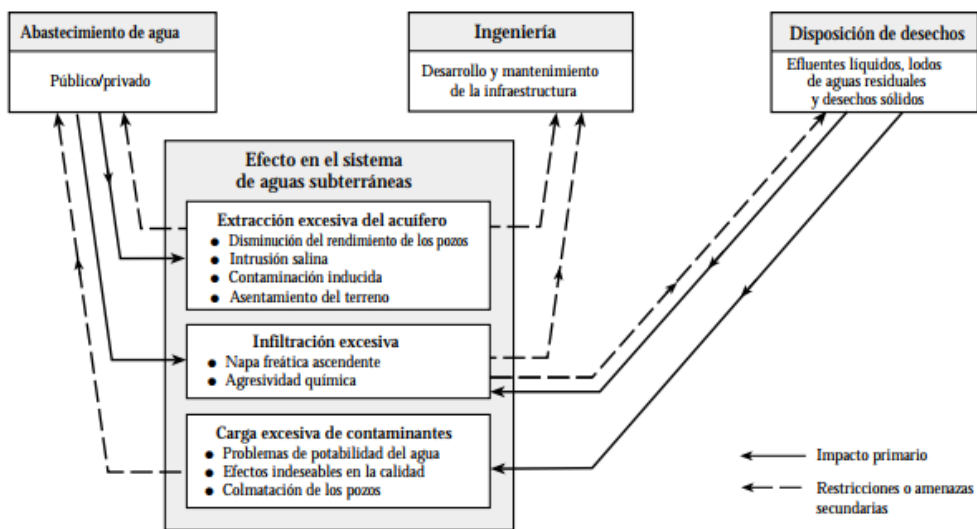 Abastecimiento de agua
Público/privado
Ingeniería
Desarrollo y mantenimiento
de la infraestructura
Disposición de desechos
Efluentes líquidos, lodos
de aguas residuales
y desechos sólidos
Efecto en el sistema
de aguas subterráneas
Extracción excesiva del acuífero
● Disminución del rendimiento de los pozos
● Intrusión salina
● Contaminación inducida
● Asentamiento del terreno
Infiltración excesiva
● Napa freática ascendente
● Agresividad química
Carga excesiva de contaminantes
● Problemas de potabilidad del agua
● Efectos indeseables en la calidad
● Colmatación de los pozos
Impacto primario
Restricciones o amenazas
secundarias